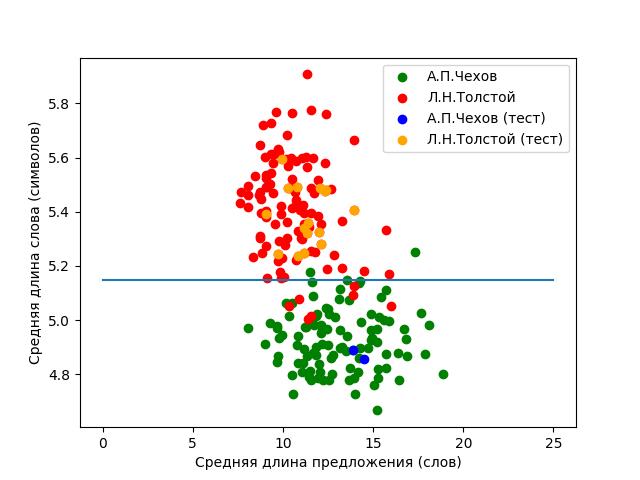 А.П.Чехов
Л.Н.Толстой
А.П.Чехов (тест)
Л.Н.Толстой (тест)
Средняя длина слова (символов)
5.8
5.6
5.4
5.2
5.0
4.8
0 5 10 15 20 25
Средняя длина предложения (слов)